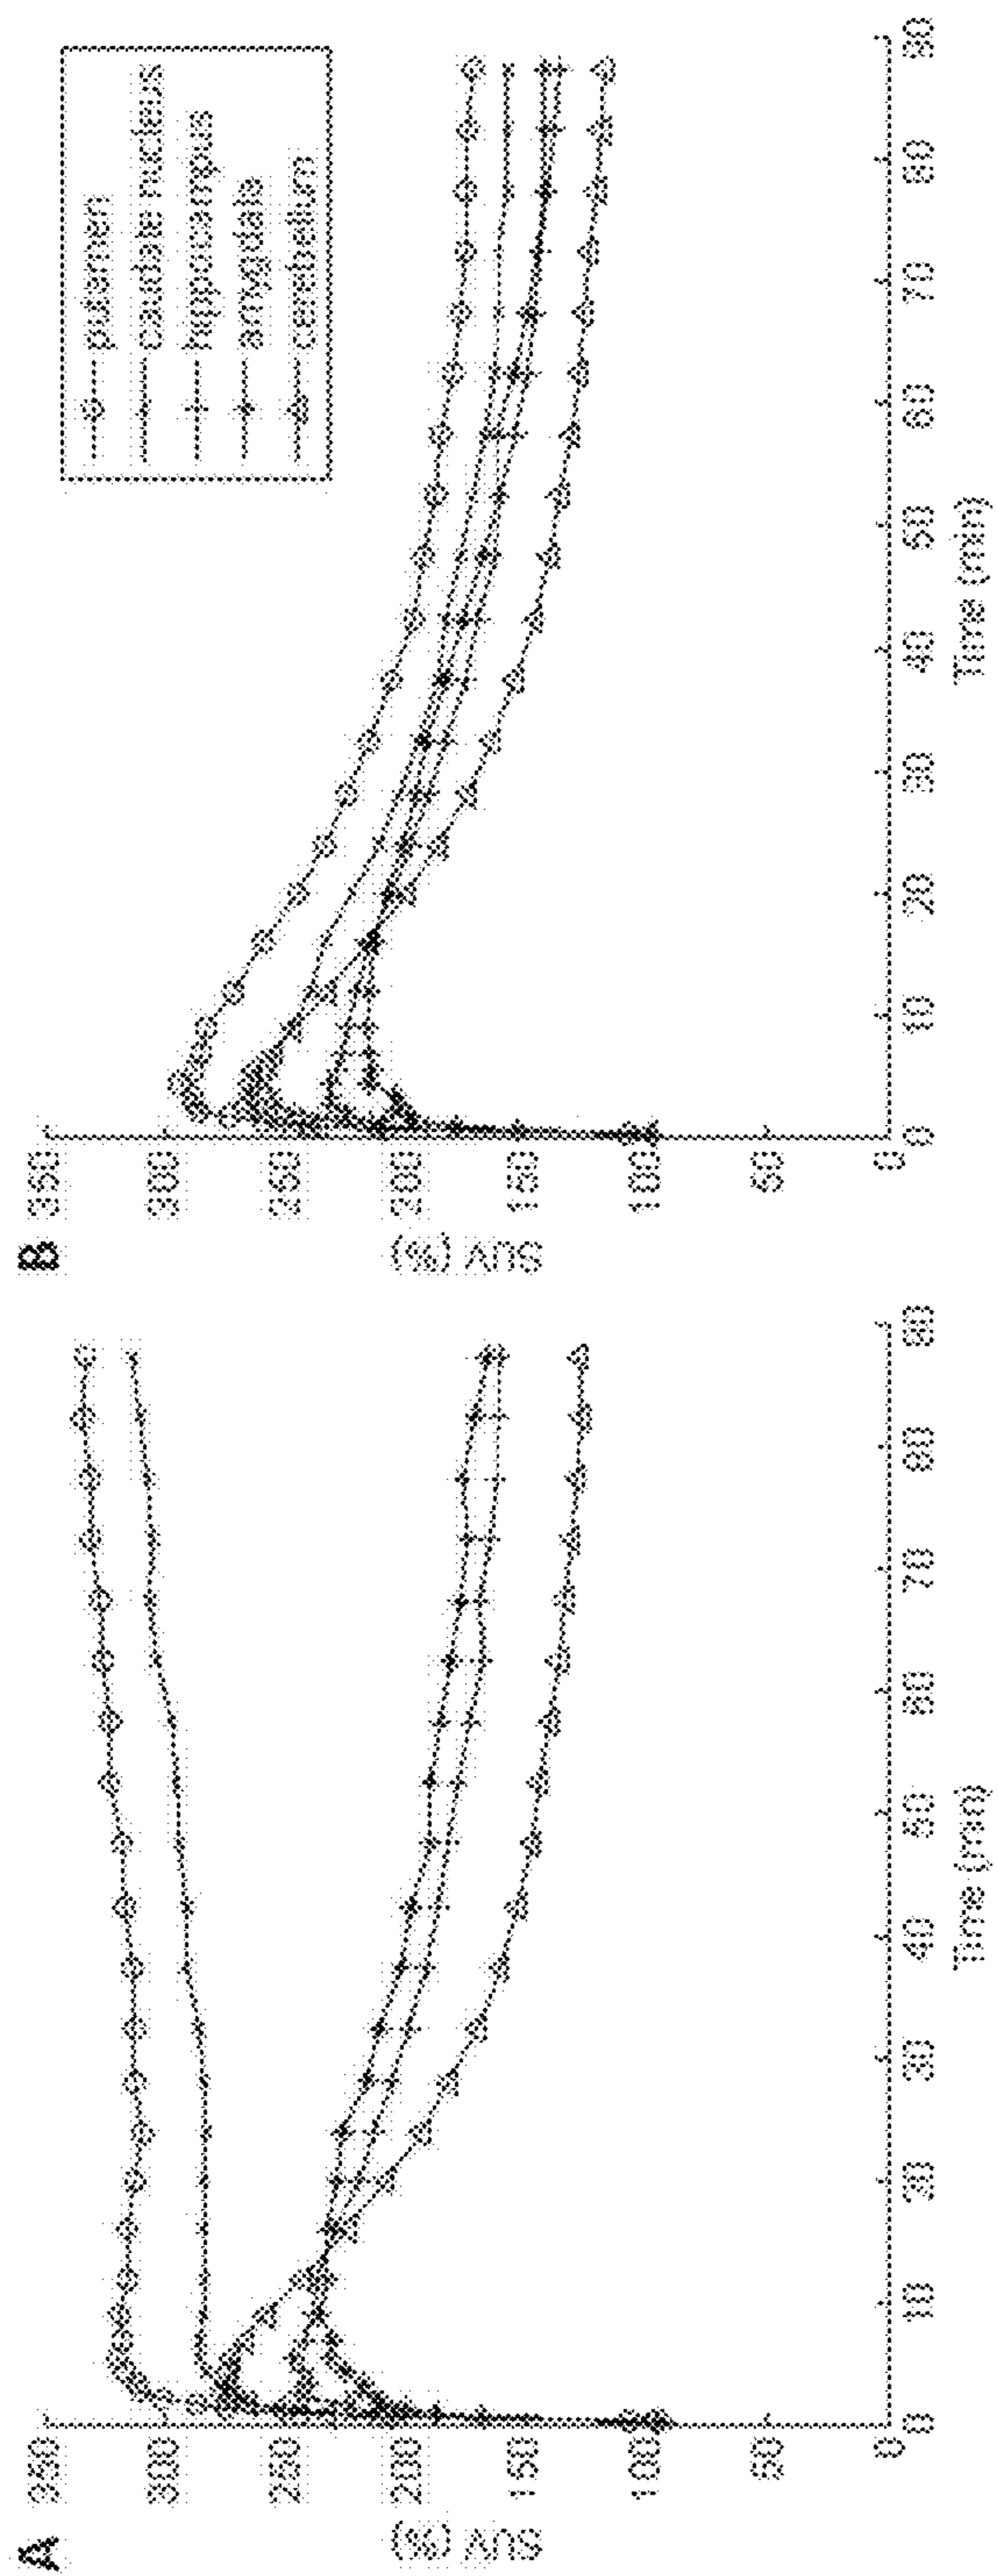 A
SUV (%)
350
300
250
200
150
100
50
0
0 10 20 30 40 50 60 70 80 90
Time (min)
B
SUV (%)
350
300
250
200
150
100
50
0
0 10 20 30 40 50 60 70 80 90
Time (min)
putamen
caudate nucleus
hippocampus
amygdala
cerebellum